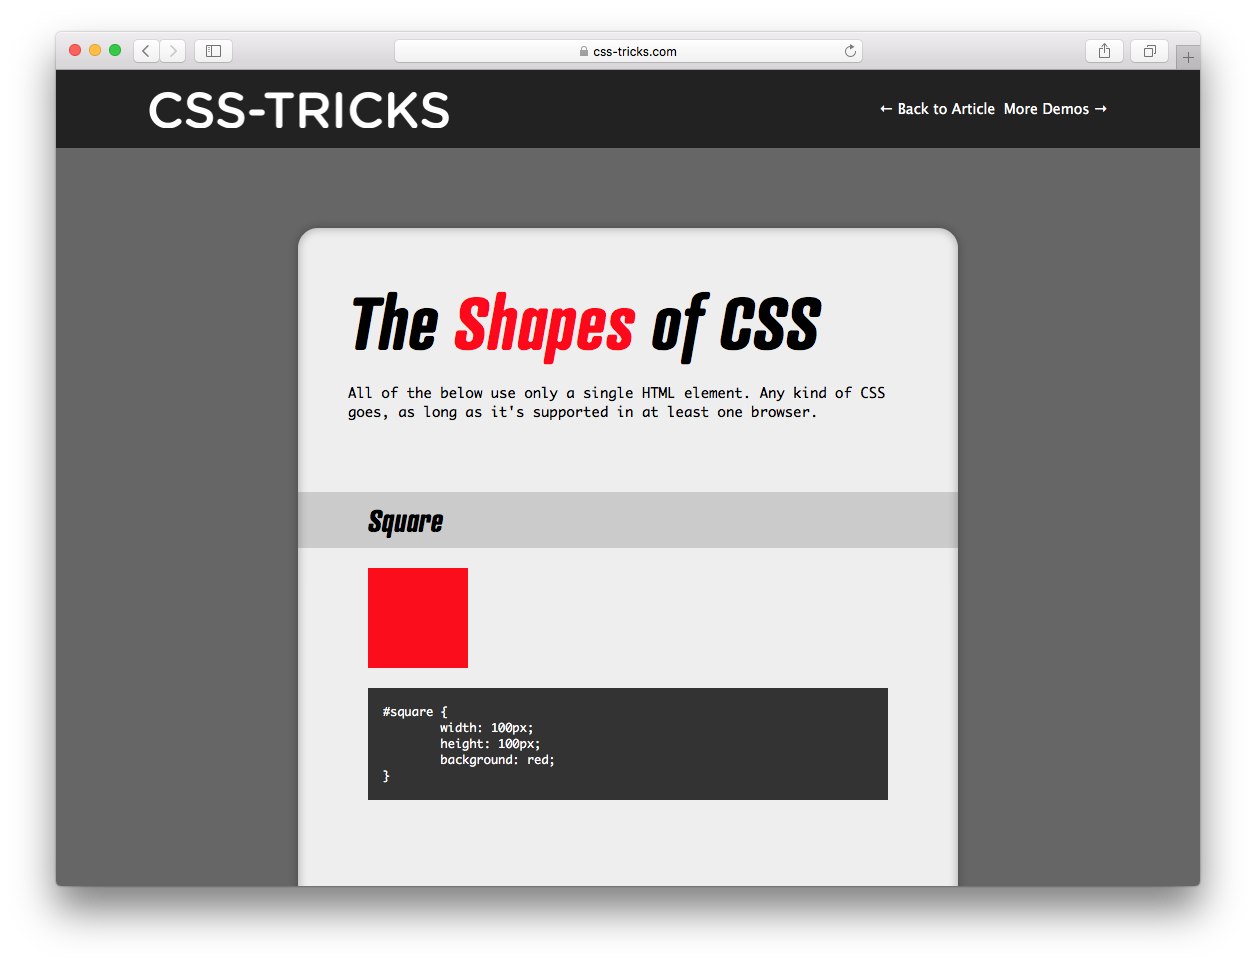 css-tricks.com
CSS-TRICKS
← Back to Article More Demos →
The Shapes of CSS
All of the below use only a single HTML element. Any kind of CSS
goes, as long as it's supported in at least one browser.
Square
#square {
width: 100px;
height: 100px;
background: red;
}